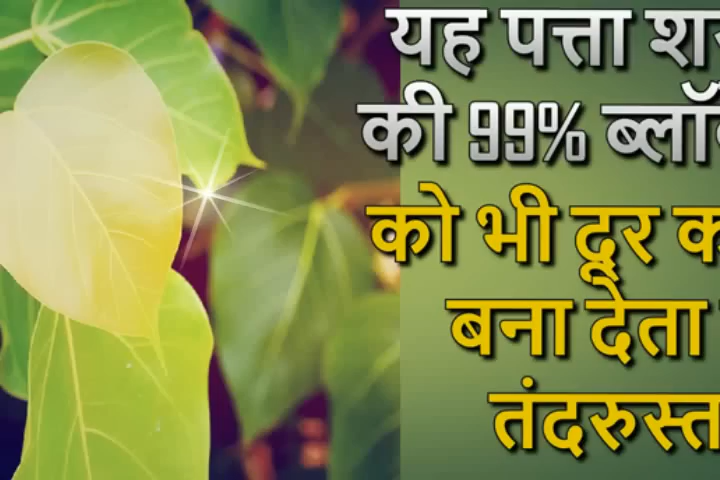 यह पत्ता
की 99%
को भी दूर
बना देता
तंदरुस्त